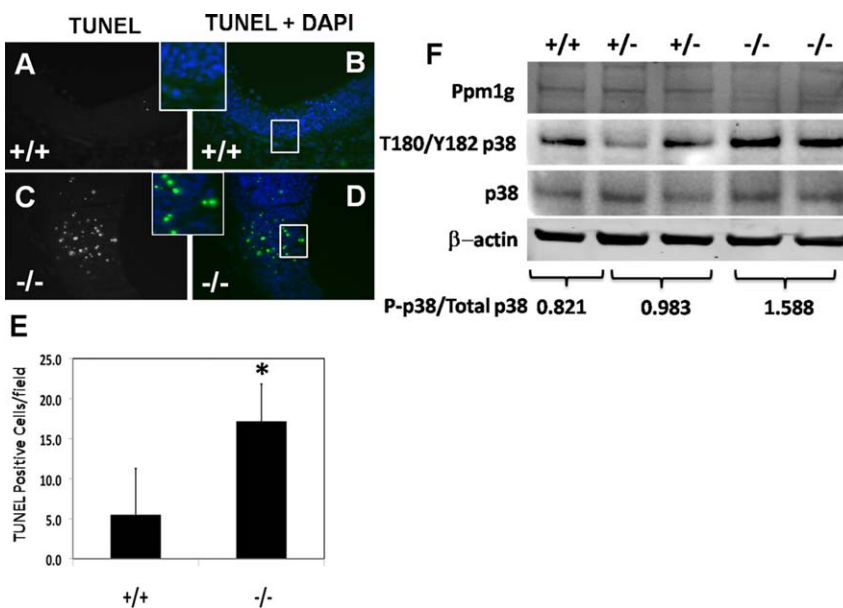 TUNEL
TUNEL + DAPI
A
+/+
B
+/+
C
-/-
D
-/-
E
TUNEL Positive Cells/field
25.0
20.0
15.0
10.0
5.0
0.0
*
+/+
-/-
F
+/+ +/- +/- -/- -/-
Ppm1g
T180/Y182 p38
p38
β-actin
P-p38/Total p38 0.821 0.983 1.588